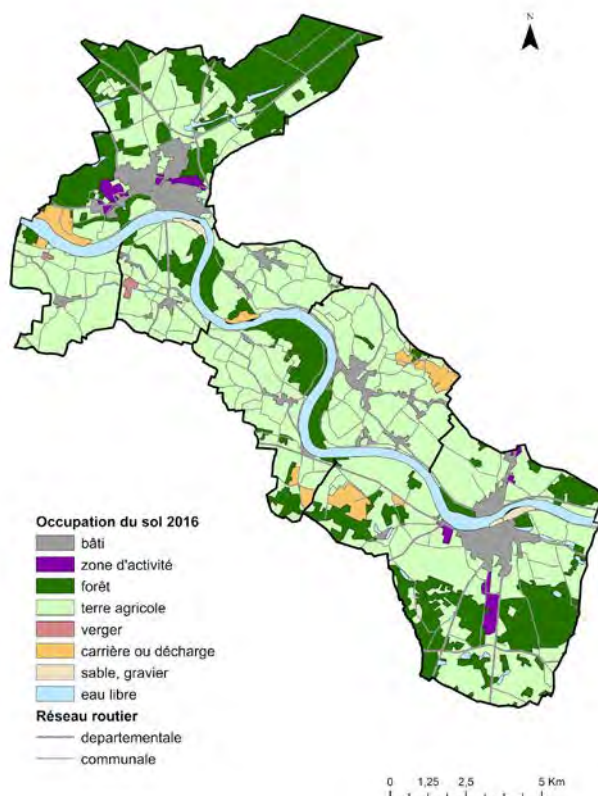 N
Occupation du sol 2016
bâti
zone d'activité
forêt
terre agricole
verger
carrière ou décharge
sable, gravier
eau libre
Réseau routier
departementale
communale
0 1,25 2,5 5 Km